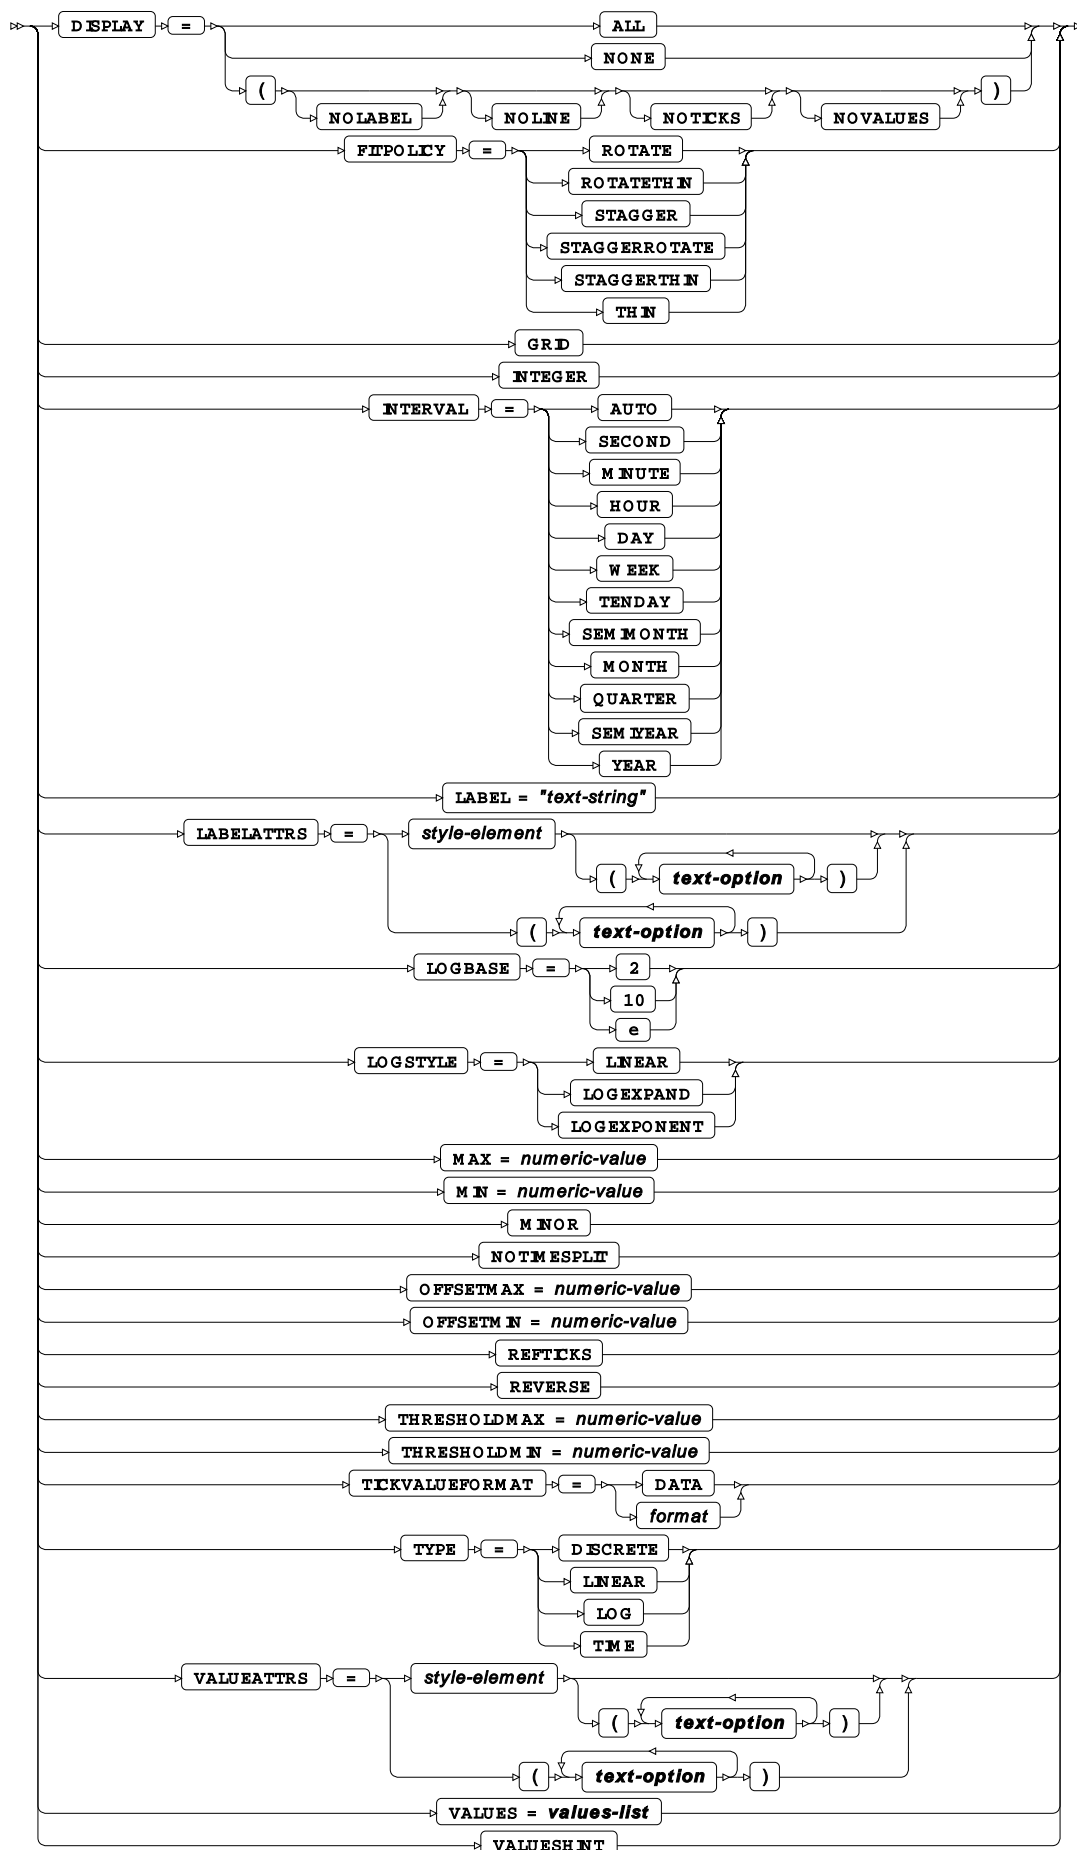 DISPLAY = ALL
NONE
( NOLABEL NOLINE NOTICKS NOVALUES )
FITPOLICY = ROTATE
ROTATETHIN
STAGGER
STAGGERROTATE
STAGGERTHIN
THIN
GRID
INTEGER
INTERVAL = AUTO
SECOND
MINUTE
HOUR
DAY
WEEK
TENDAY
SEMIMONTH
MONTH
QUARTER
SEMIYEAR
YEAR
LABEL = "text-string"
LABELATTRS = style-element
( text-option )
( text-option )
LOGBASE = 2
10
e
LOGSTYLE = LINEAR
LOGEXPAND
LOGEXPONENT
MAX = numeric-value
MIN = numeric-value
MINOR
NOTIMESPLIT
OFFSETMAX = numeric-value
OFFSETMIN = numeric-value
REFTICKS
REVERSE
THRESHOLDMAX = numeric-value
THRESHOLDMIN = numeric-value
TICKVALUEFORMAT = DATA
format
TYPE = DISCRETE
LINEAR
LOG
TIME
VALUEATTRS = style-element
( text-option )
( text-option )
VALUES = values-list
VALUESHINT